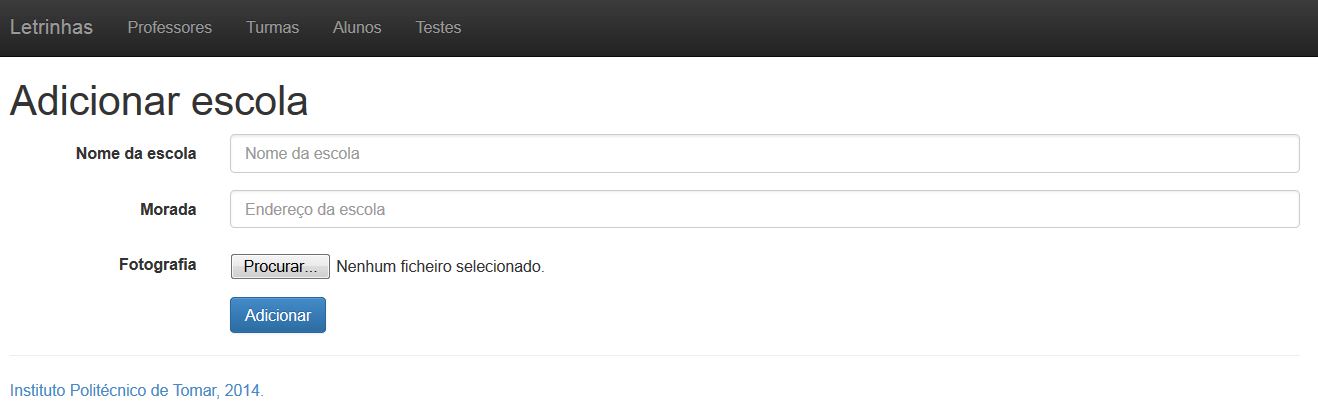 Letrinhas Professores Turmas Alunos Testes
Adicionar escola
Nome da escola Nome da escola
Morada Endereço da escola
Fotografia Procurar... Nenhum ficheiro selecionado.
Adicionar
Instituto Politécnico de Tomar, 2014.